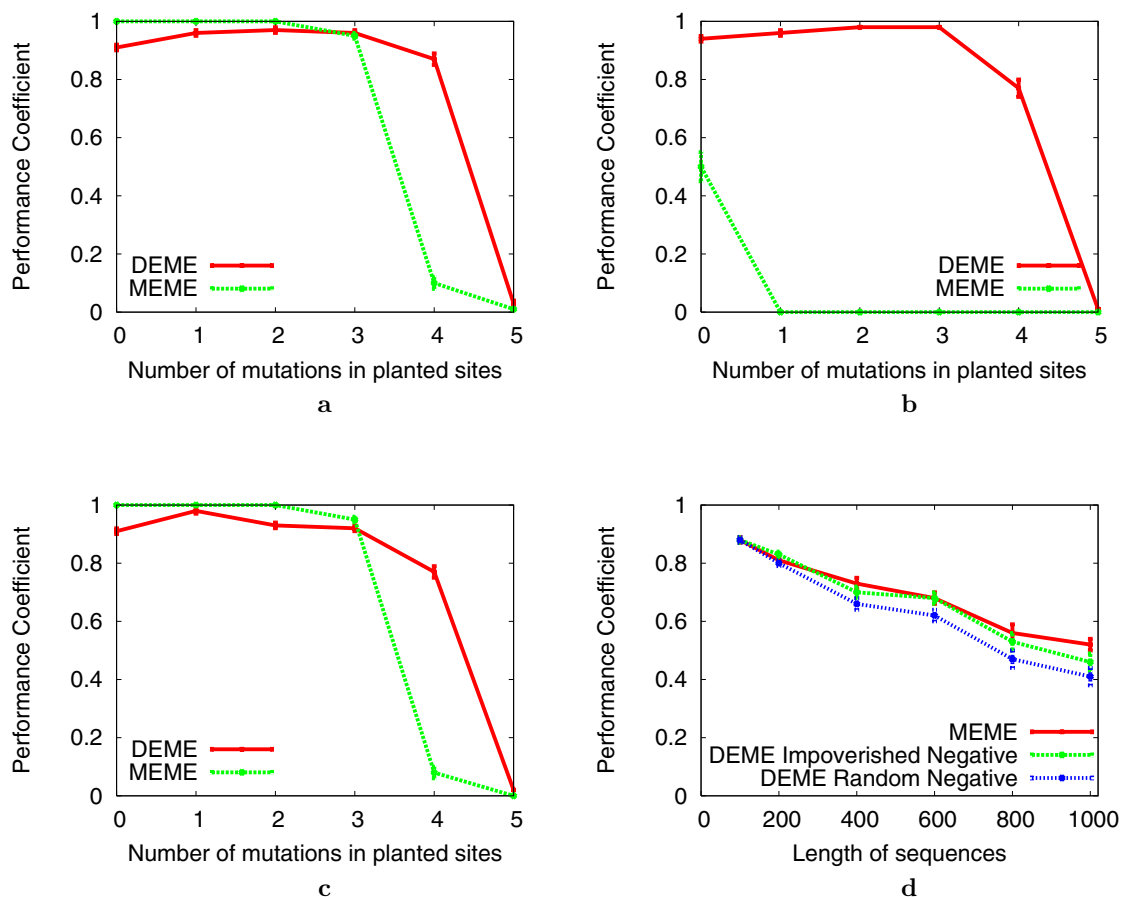 1
0.8
0.6
0.4
0.2
0
Performance Coefficient
DEME
MEME
0 1 2 3 4 5
Number of mutations in planted sites
a
1
0.8
0.6
0.4
0.2
0
Performance Coefficient
DEME
MEME
0 1 2 3 4 5
Number of mutations in planted sites
b
1
0.8
0.6
0.4
0.2
0
Performance Coefficient
DEME
MEME
0 1 2 3 4 5
Number of mutations in planted sites
c
1
0.8
0.6
0.4
0.2
0
Performance Coefficient
MEME
DEME Impoverished Negative
DEME Random Negative
0 200 400 600 800 1000
Length of sequences
d